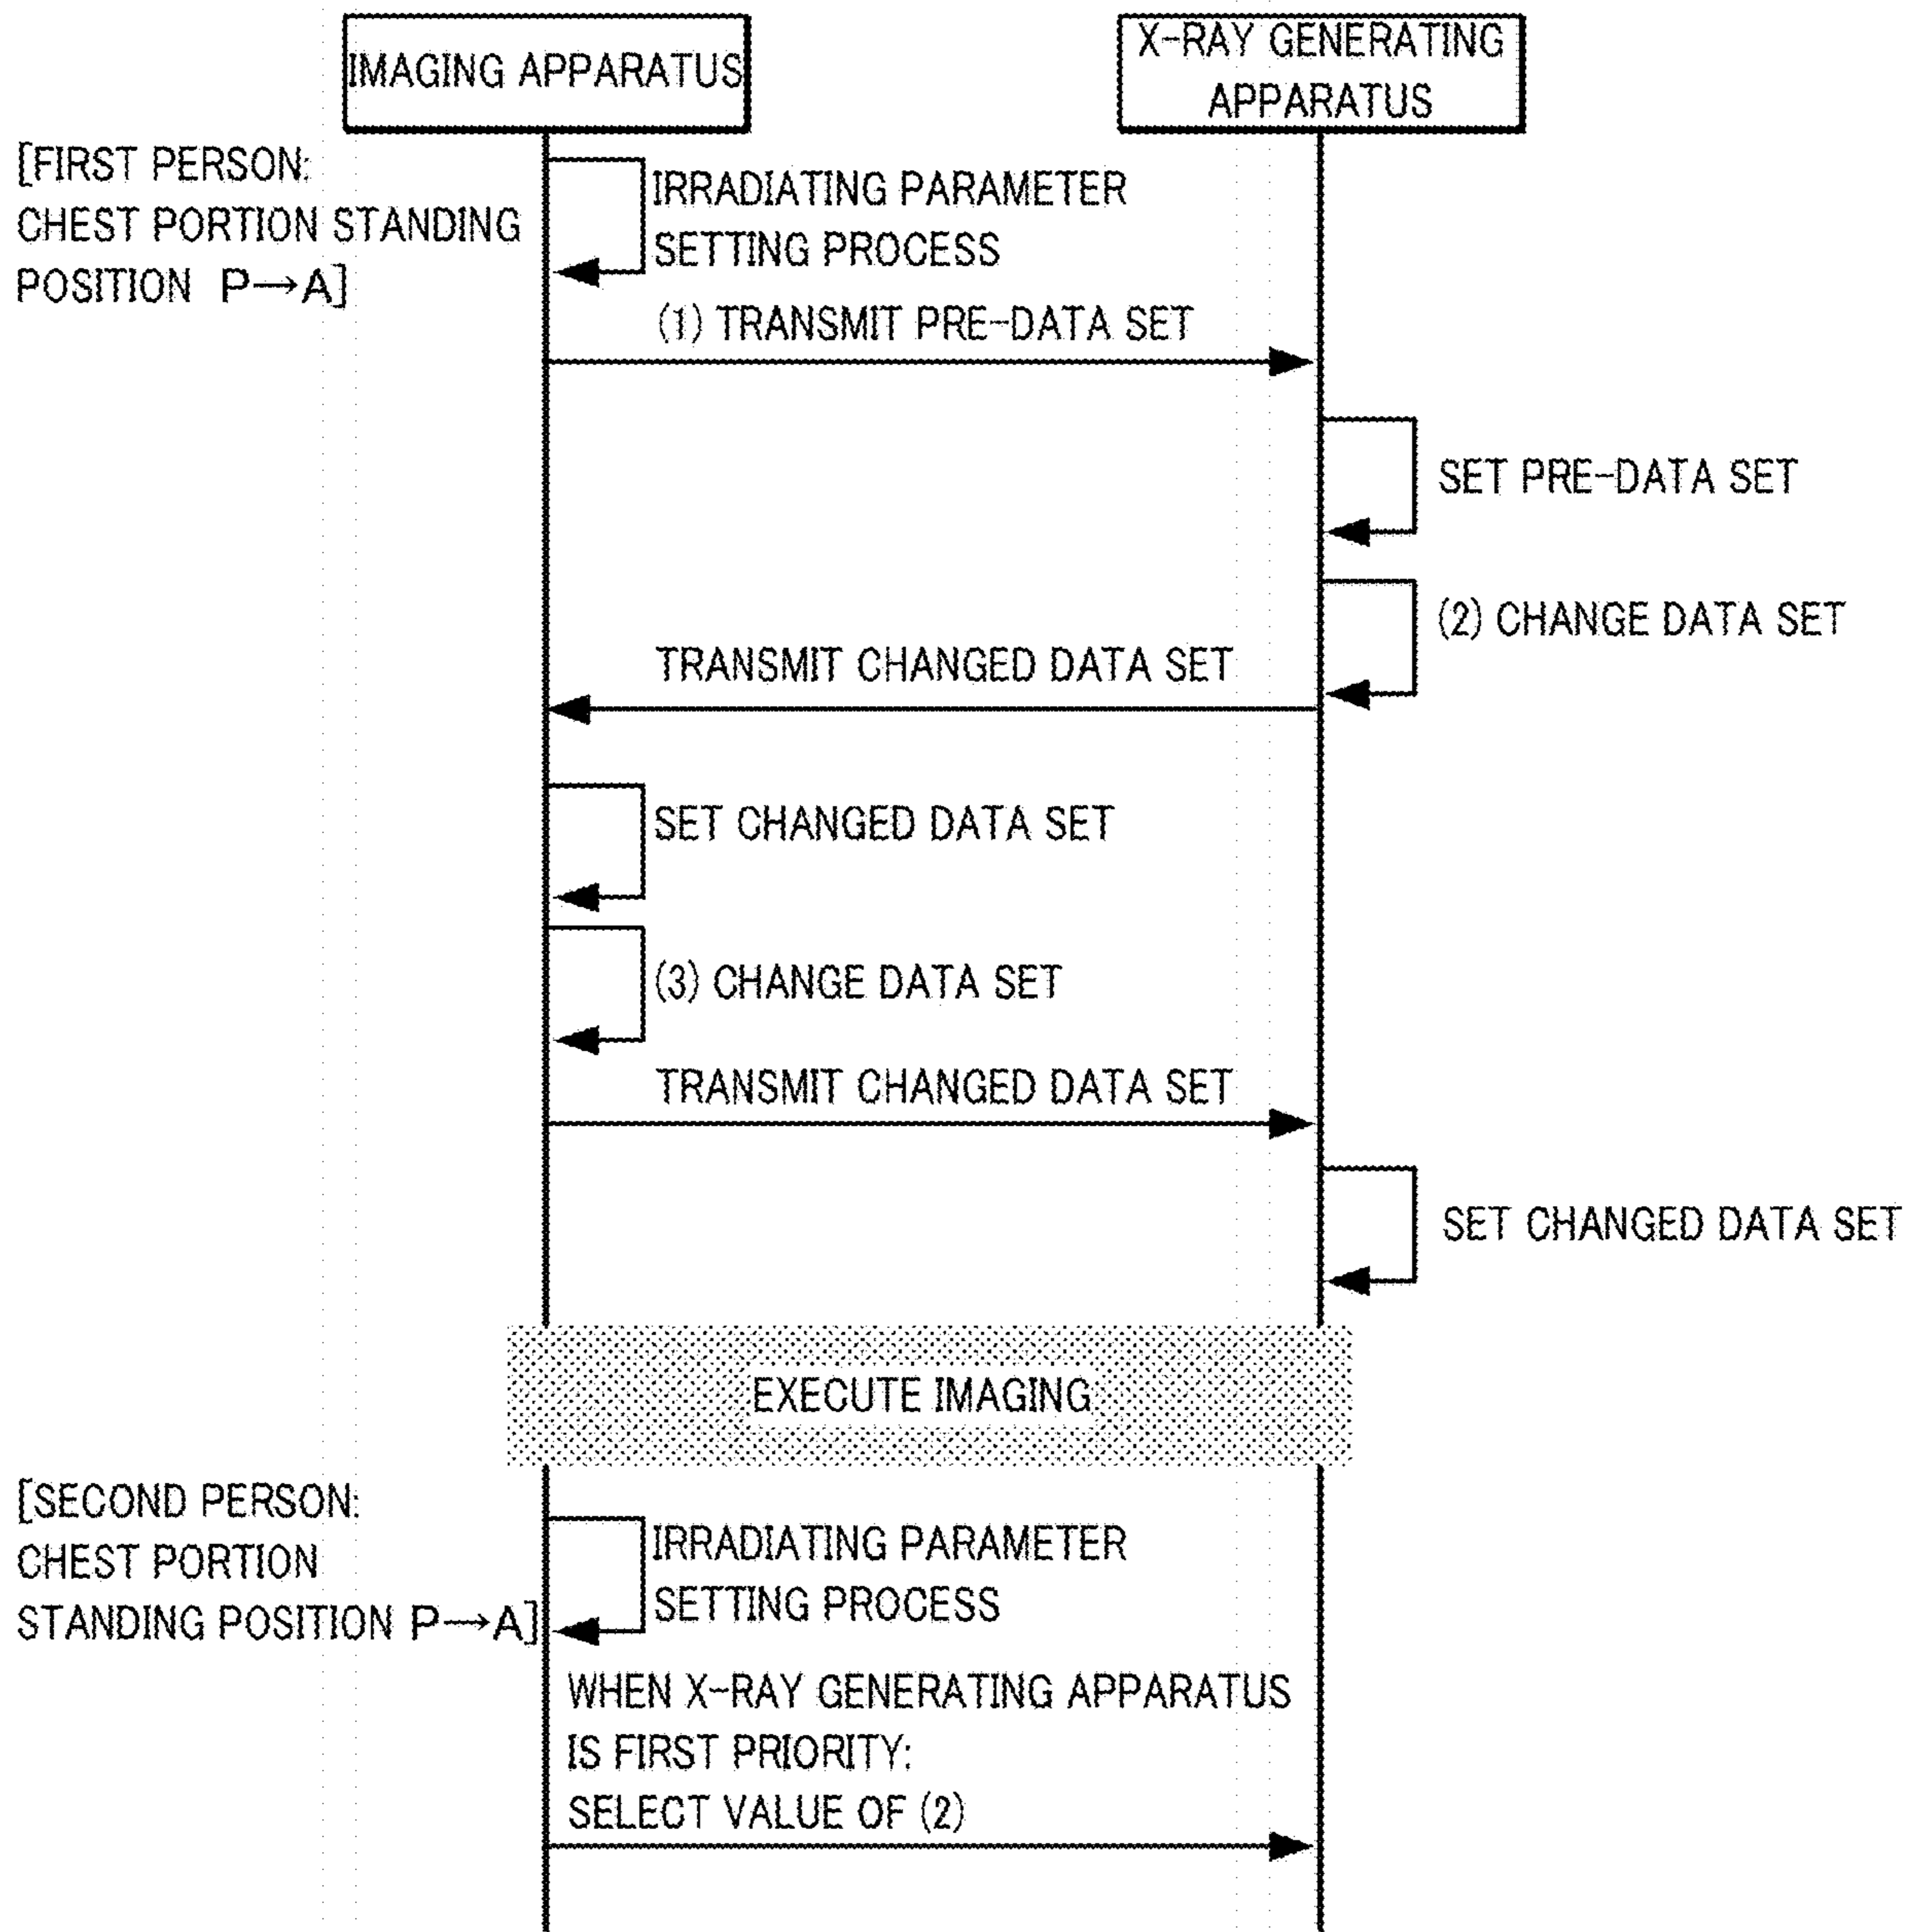 IMAGING APPARATUS
X-RAY GENERATING
APPARATUS
[FIRST PERSON:
CHEST PORTION STANDING
POSITION P→A]
IRRADIATING PARAMETER
SETTING PROCESS
(1) TRANSMIT PRE-DATA SET
SET PRE-DATA SET
(2) CHANGE DATA SET
TRANSMIT CHANGED DATA SET
SET CHANGED DATA SET
(3) CHANGE DATA SET
TRANSMIT CHANGED DATA SET
SET CHANGED DATA SET
EXECUTE IMAGING
[SECOND PERSON:
CHEST PORTION
STANDING POSITION P→A]
IRRADIATING PARAMETER
SETTING PROCESS
WHEN X-RAY GENERATING APPARATUS
IS FIRST PRIORITY:
SELECT VALUE OF (2)